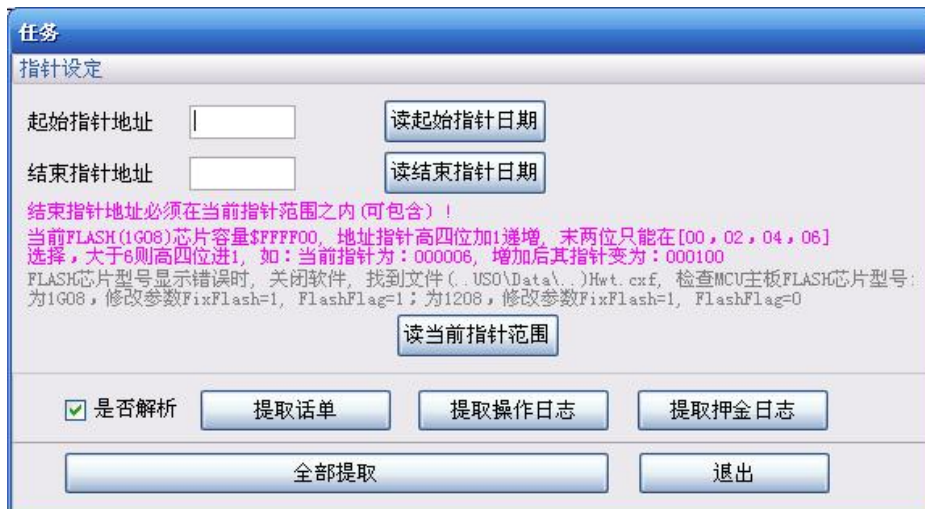 任务
指针设定
起始指针地址 读起始指针日期
结束指针地址 读结束指针日期
结束指针地址必须在当前指针范围之内(可包含)!
当前FLASH(1G08)芯片容量$FFFF00, 地址指针高四位加1递增, 末两位只能在[00,02,04,06]
选择,大于6则高四位进1, 如:当前指针为:000006, 增加后其指针变为:000100
FLASH芯片型号显示错误时, 关闭软件, 找到文件(..USO\Data\..)Hwt.cxf, 检查MCU主板FLASH芯片型号:
为1G08,修改参数FixFlash=1, FlashFlag=1;为1208,修改参数FixFlash=1, FlashFlag=0
读当前指针范围
是否解析 提取话单 提取操作日志 提取押金日志
全部提取 退出